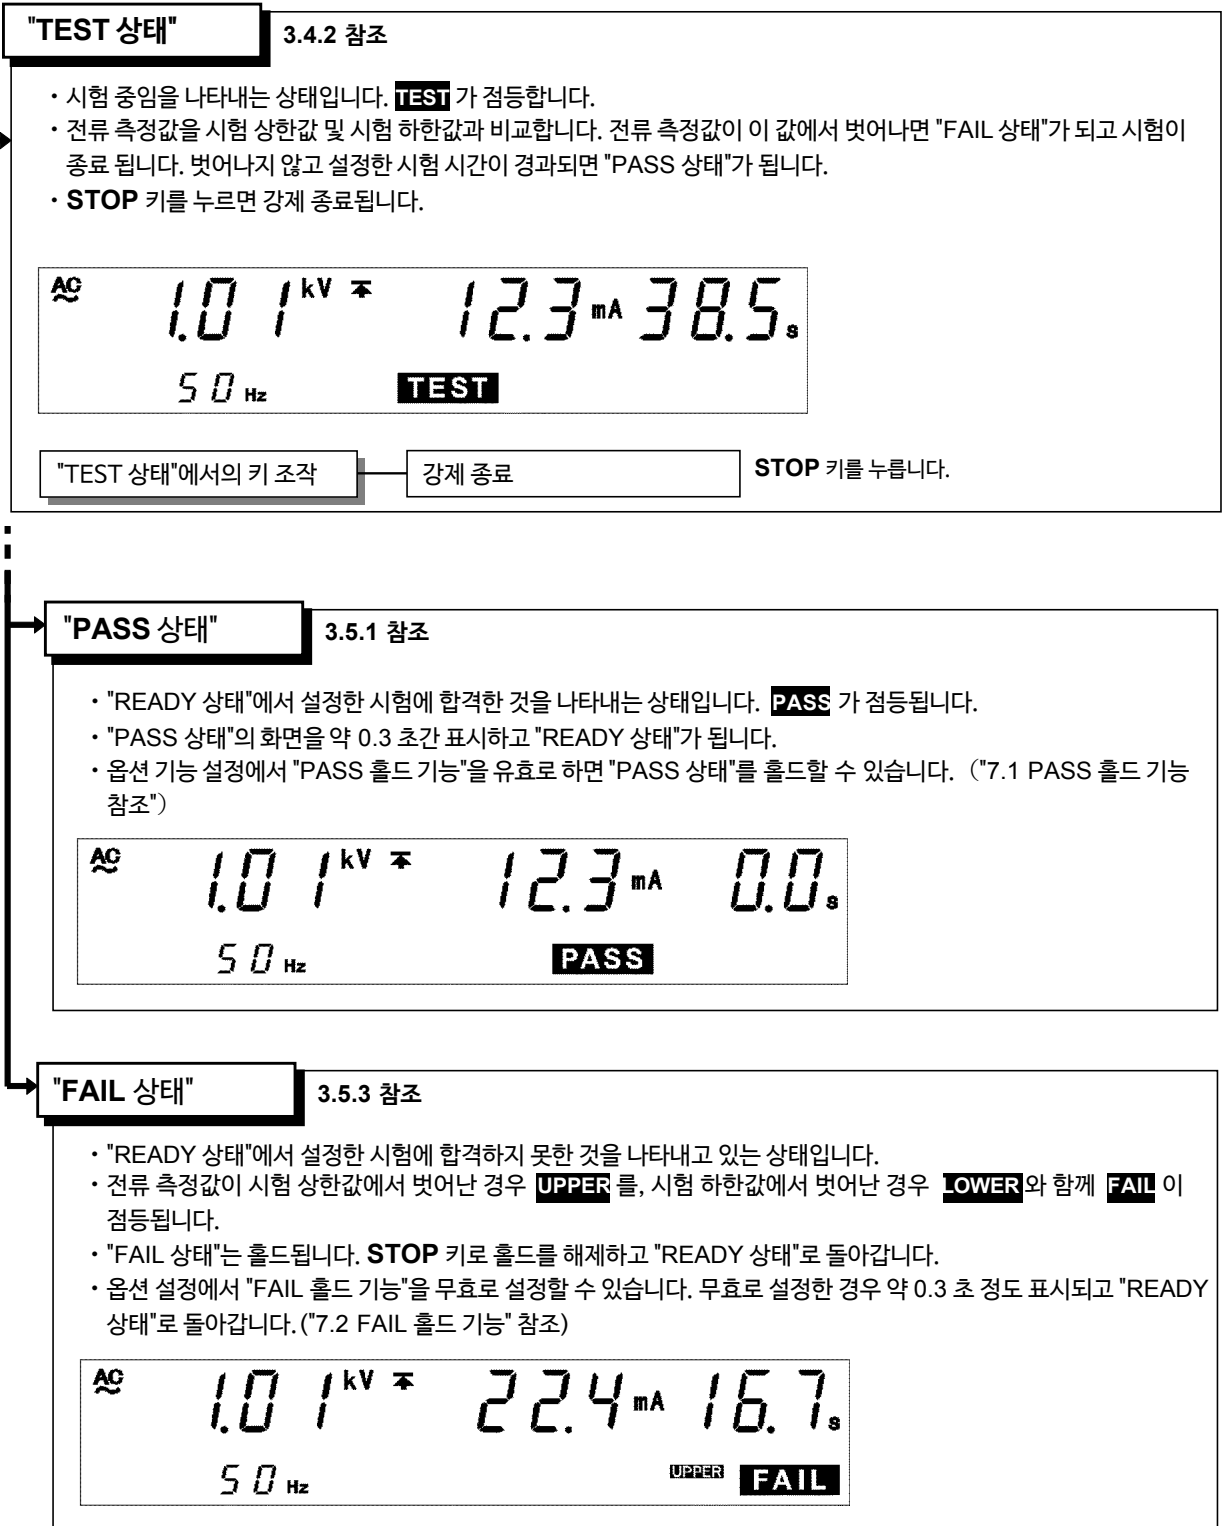 "TEST 상태"
3.4.2 참조
・시험 중임을 나타내는 상태입니다. TEST 가 점등합니다.
・전류 측정값을 시험 상한값 및 시험 하한값과 비교합니다. 전류 측정값이 이 값에서 벗어나면 "FAIL 상태"가 되고 시험이
종료 됩니다. 벗어나지 않고 설정한 시험 시간이 경과되면 "PASS 상태"가 됩니다.
・STOP 키를 누르면 강제 종료됩니다.
AC 1.01 kV 12.3 mA 38.5 s
50 Hz TEST
"TEST 상태"에서의 키 조작
강제 종료
STOP 키를 누릅니다.
"PASS 상태"
3.5.1 참조
・"READY 상태"에서 설정한 시험에 합격한 것을 나타내는 상태입니다. PASS 가 점등됩니다.
・"PASS 상태"의 화면을 약 0.3 초간 표시하고 "READY 상태"가 됩니다.
・옵션 기능 설정에서 "PASS 홀드 기능"을 유효로 하면 "PASS 상태"를 홀드할 수 있습니다.（"7.1 PASS 홀드 기능
참조"）
AC 1.01 kV 12.3 mA 0.0 s
50 Hz PASS
"FAIL 상태"
3.5.3 참조
・"READY 상태"에서 설정한 시험에 합격하지 못한 것을 나타내고 있는 상태입니다.
・전류 측정값이 시험 상한값에서 벗어난 경우 UPPER 를, 시험 하한값에서 벗어난 경우 LOWER 와 함께 FAIL 이
점등됩니다.
・"FAIL 상태"는 홀드됩니다. STOP 키로 홀드를 해제하고 "READY 상태"로 돌아갑니다.
・옵션 설정에서 "FAIL 홀드 기능"을 무효로 설정할 수 있습니다. 무효로 설정한 경우 약 0.3 초 정도 표시되고 "READY
상태"로 돌아갑니다. ("7.2 FAIL 홀드 기능" 참조)
AC 1.01 kV 22.4 mA 16.7 s
50 Hz UPPER FAIL